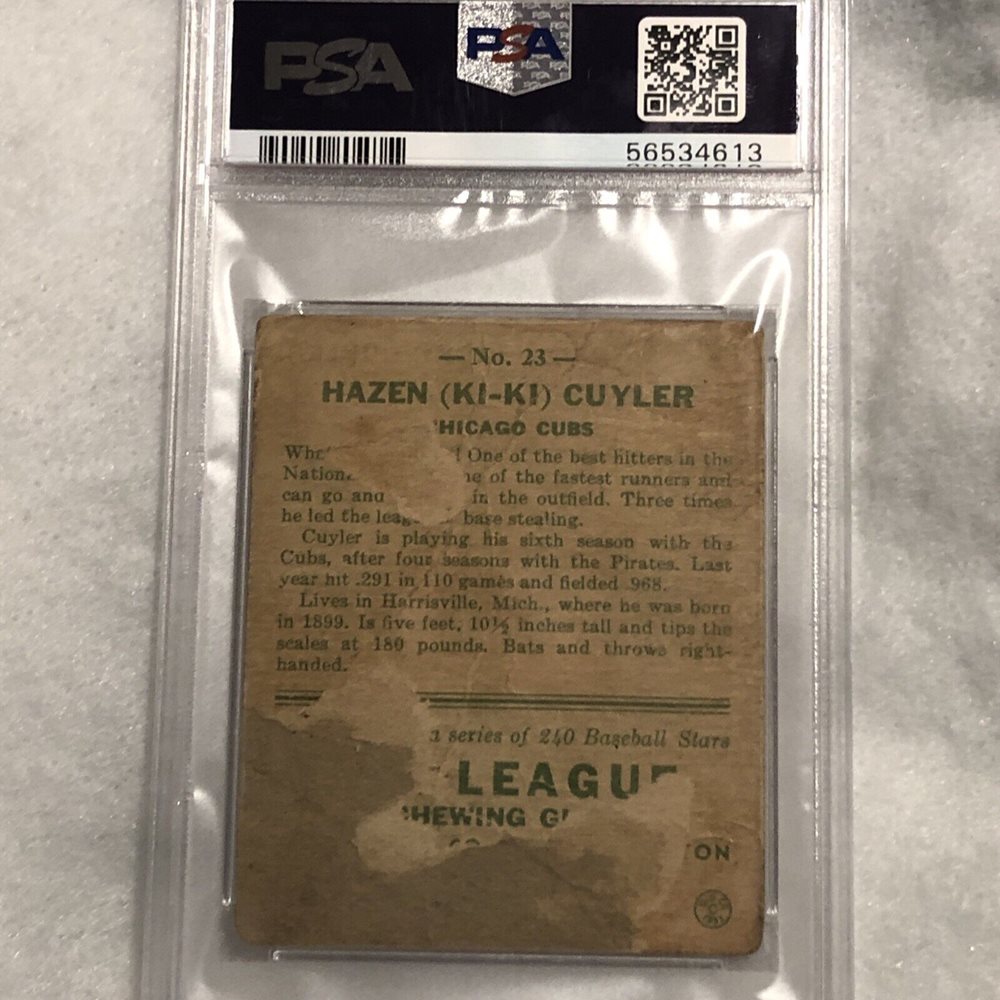 PSA PSA
56534613
— No. 23 —
HAZEN (KI-KI) CUYLER
HICAGO CUBS
! One of the best hitters in the
Nation e of the fastest runners and
can go and in the outfield. Three times
he led the leag base stealing.
Cuyler is playing his sixth season with the
Cubs, after four seasons with the Pirates. Last
year hit .291 in 110 games and fielded .968.
Lives in Harrisville, Mich., where he was born
in 1899. Is five feet, 10½ inches tall and tips the
scales at 180 pounds. Bats and throws right-
handed.
a series of 240 Baseball Stars
LEAGU
HEWING G
ON